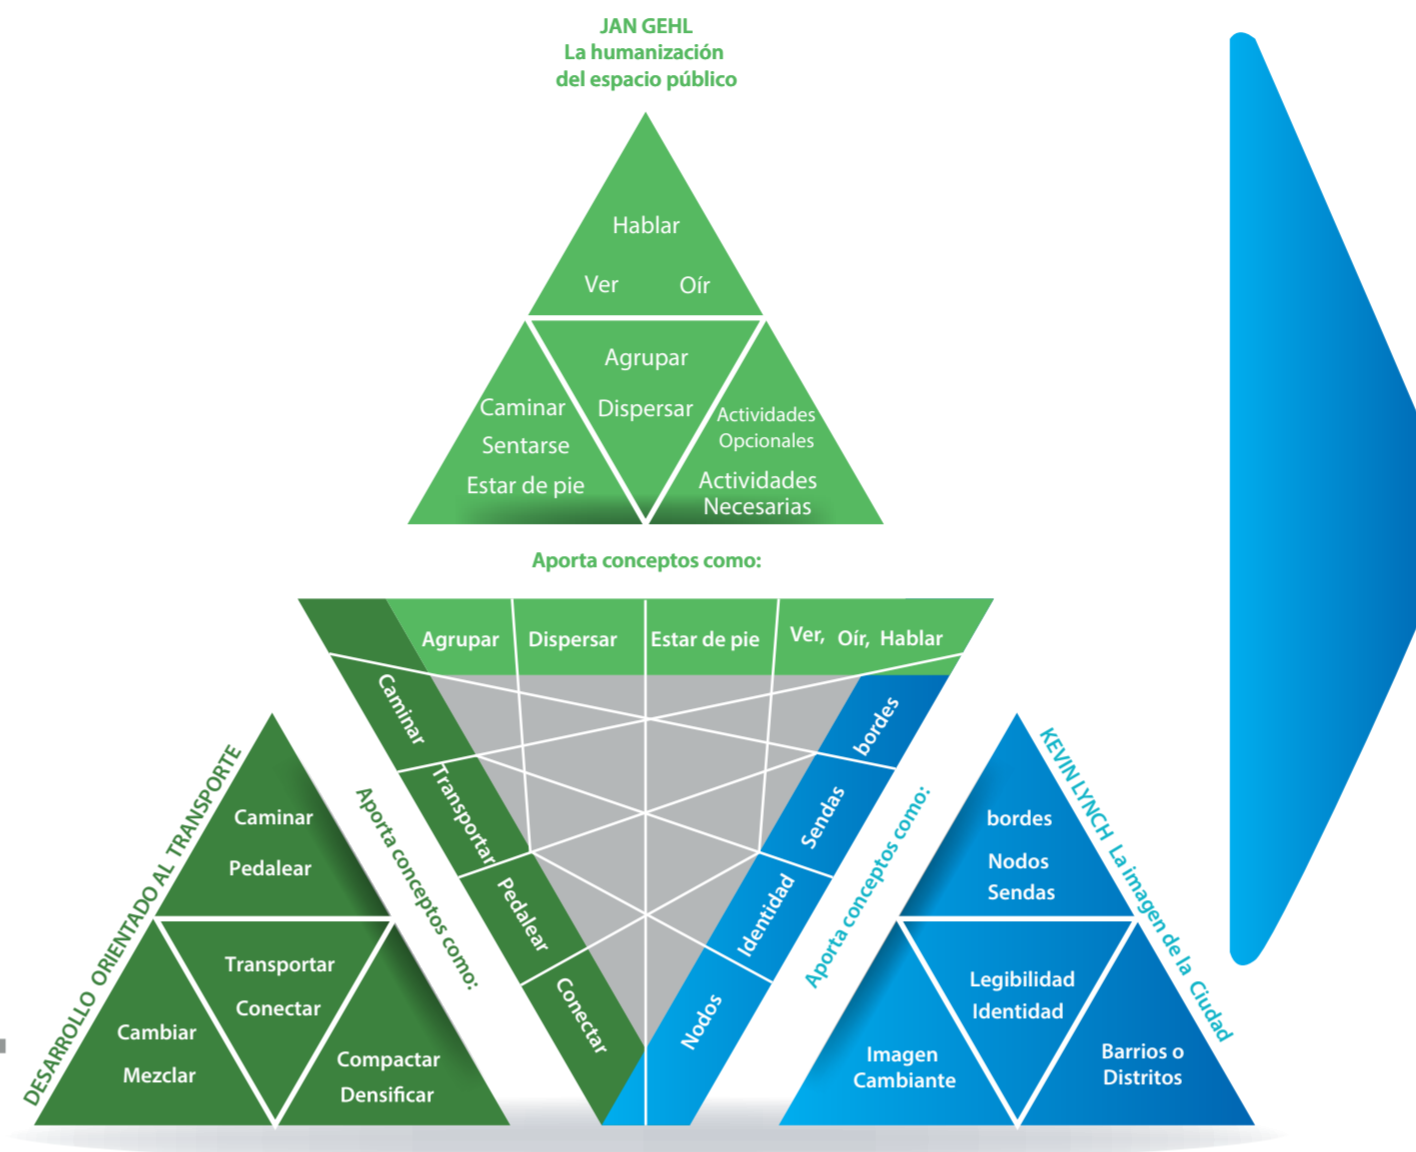 JAN GEHL
La humanización
del espacio público
Hablar
Ver Oír
Agrupar
Dispersar
Caminar
Sentarse
Estar de pie
Actividades
Opcionales
Actividades
Necesarias
Aporta conceptos como:
Agrupar Dispersar Estar de pie Ver, Oír, Hablar
Caminar
Transportar
Pedalear
Conectar
bordes
Sendas
Identidad
Nodos
DESARROLLO ORIENTADO AL TRANSPORTE
Caminar
Pedalear
Transportar
Conectar
Cambiar
Mezclar
Compactar
Densificar
Aporta conceptos como:
Aporta conceptos como:
KEVIN LYNCH La imagen de la Ciudad
bordes
Nodos
Sendas
Legibilidad
Identidad
Imagen
Cambiante
Barrios o
Distritos